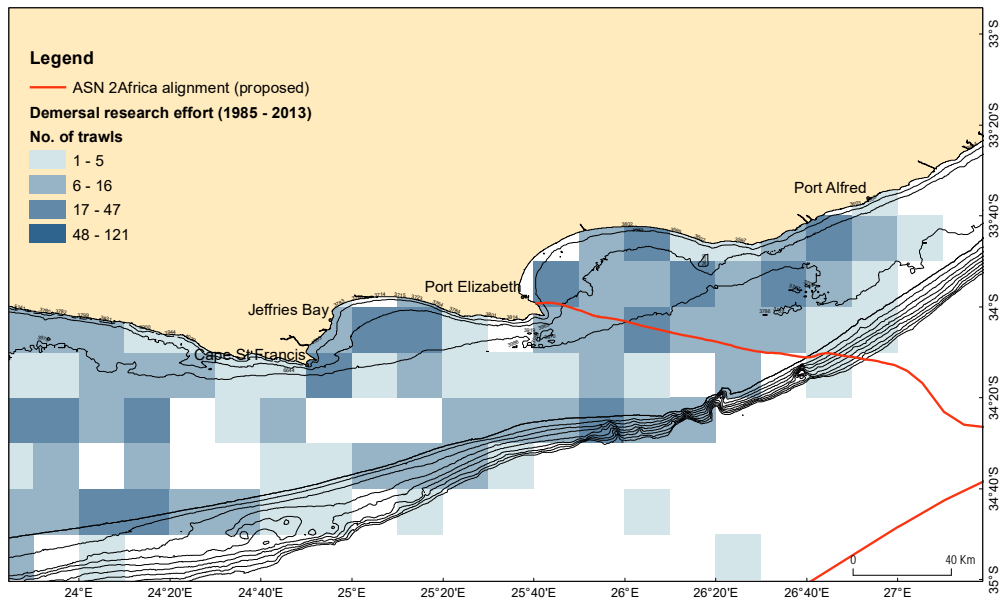 Legend
ASN 2Africa alignment (proposed)
Demersal research effort (1985 - 2013)
No. of trawls
1 - 5
6 - 16
17 - 47
48 - 121
Port Alfred
Port Elizabeth
Jeffries Bay
Cape St Francis
33°S
33°20'S
33°40'S
34°S
34°20'S
34°40'S
35°S
0 40 Km
24°E
24°20'E
24°40'E
25°E
25°20'E
25°40'E
26°E
26°20'E
26°40'E
27°E